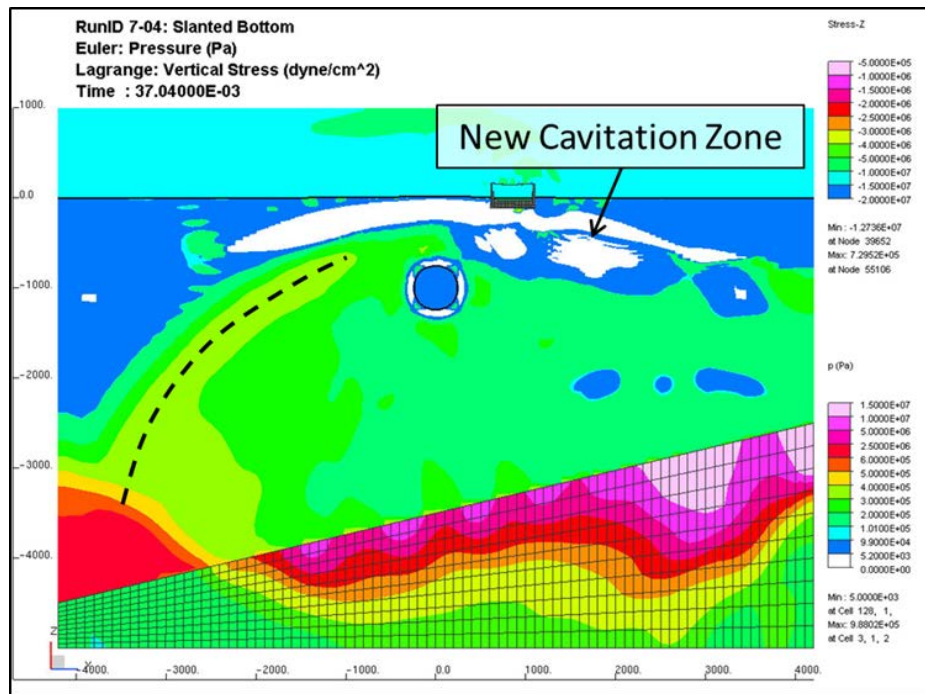 RunID 7-04: Slanted Bottom
Euler: Pressure (Pa)
Lagrange: Vertical Stress (dyne/cm^2)
Time : 37.04000E-03
New Cavitation Zone
1000.
0.0
-1000.
-2000.
-3000.
-4000.
Z
X
-4000.
-3000.
-2000.
-1000.
0.0
1000.
2000.
3000.
4000.
Stress-Z
-5.0000E+05
-1.0000E+06
-1.5000E+06
-2.0000E+06
-2.5000E+06
-3.0000E+06
-4.0000E+06
-5.0000E+06
-1.0000E+07
-1.5000E+07
-2.0000E+07
Min : -1.2736E+07
at Node 39652
Max: 7.2952E+05
at Node 55106
p (Pa)
1.5000E+07
1.0000E+07
5.0000E+06
2.5000E+06
6.0000E+05
5.0000E+05
4.0000E+05
3.0000E+05
2.0000E+05
1.0100E+05
9.9000E+04
5.2000E+03
0.0000E+00
Min : 5.0000E+03
at Cell 128, 1,
Max: 9.8802E+05
at Cell 3, 1, 2